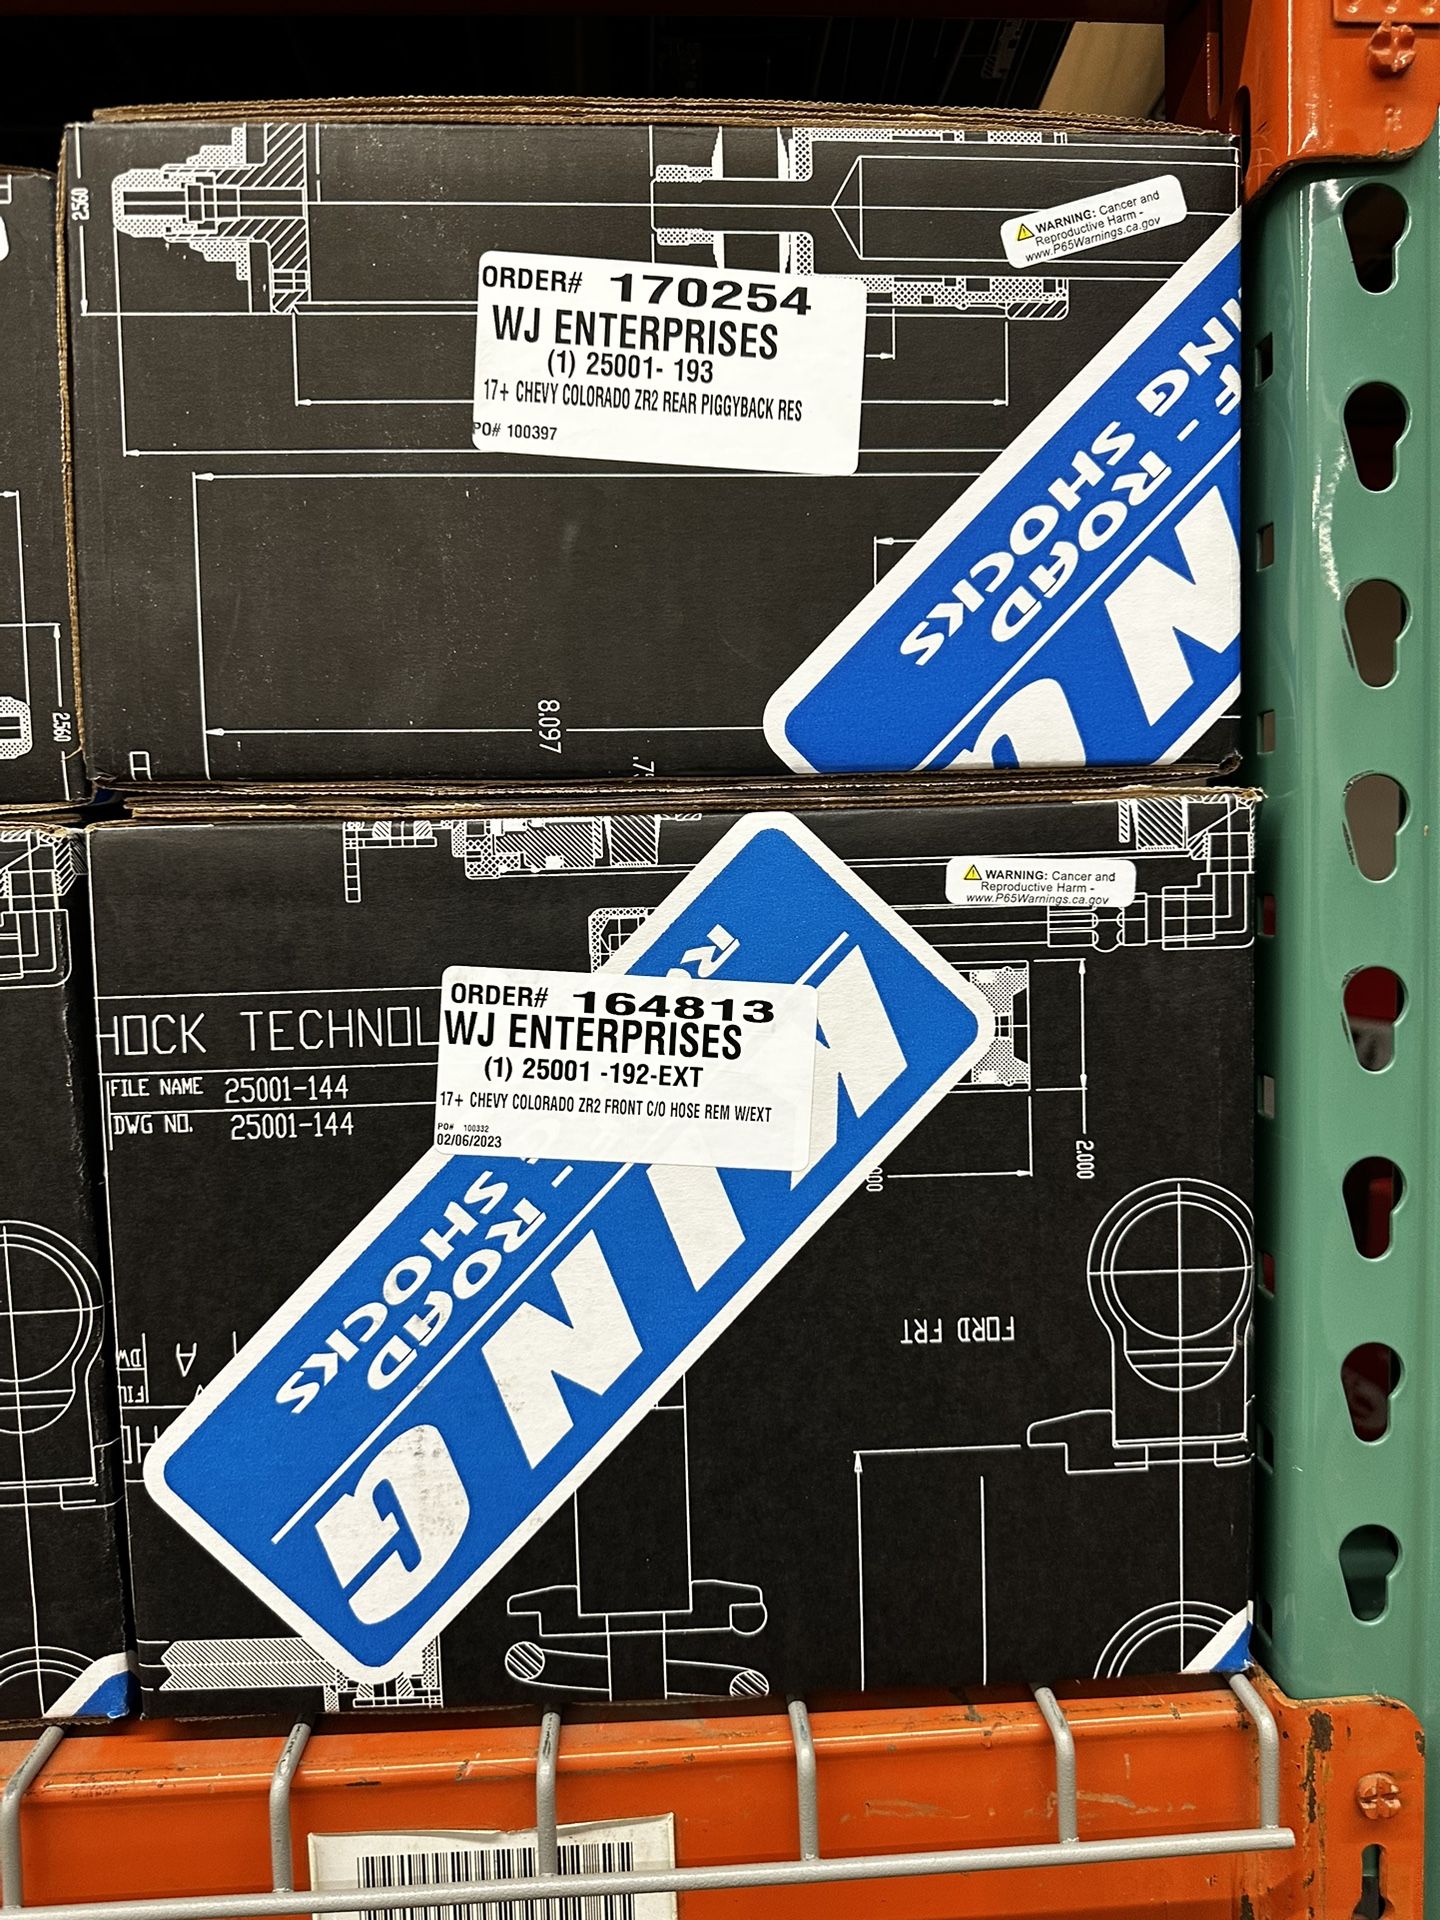 2.560
WARNING: Cancer and
Reproductive Harm -
www.P65Warnings.ca.gov
ORDER# 170254
WJ ENTERPRISES
(1) 25001- 193
17+ CHEVY COLORADO ZR2 REAR PIGGYBACK RES
PO# 100397
ROAD
SHOCKS
2.560
8.097
WARNING: Cancer and
Reproductive Harm -
www.P65Warnings.ca.gov
HOCK TECHNOL
FILE NAME 25001-144
DWG NO. 25001-144
ORDER# 164813
WJ ENTERPRISES
(1) 25001 -192-EXT
17+ CHEVY COLORADO ZR2 FRONT C/O HOSE REM W/EXT
PO# 100332
02/06/2023
2.000
KING
ROAD
SHOCKS
FORD FRT
A